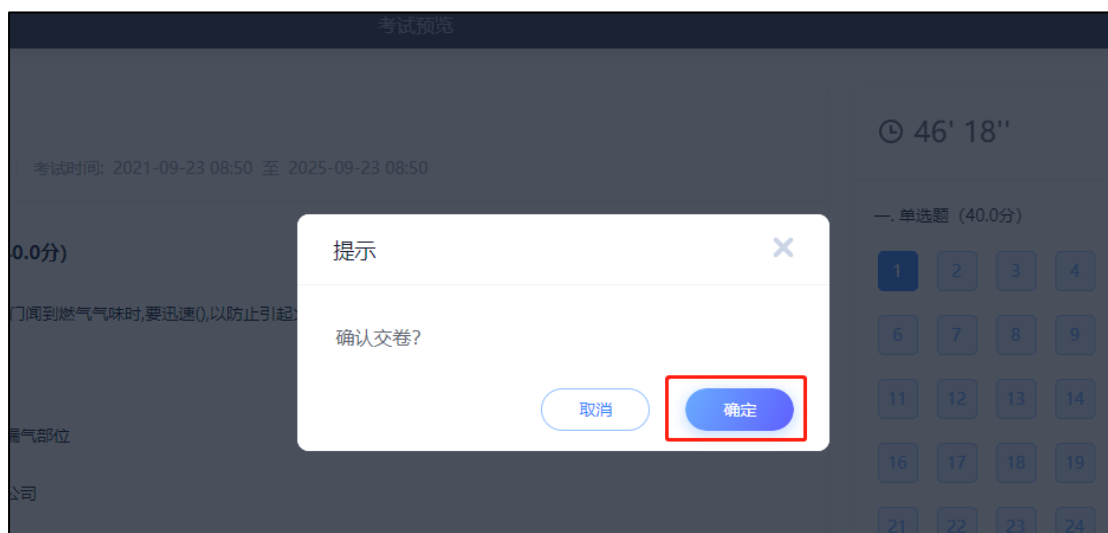 考试预览
46' 18''
考试时间: 2021-09-23 08:50 至 2025-09-23 08:50
一. 单选题（40.0分）
0.0分)
提示
1 2 3 4
门闻到燃气气味时,要迅速(),以防止引起
确认交卷?
6 7 8 9
取消 确定
11 12 13 14
漏气部位
16 17 18 19
公司
21 22 23 24